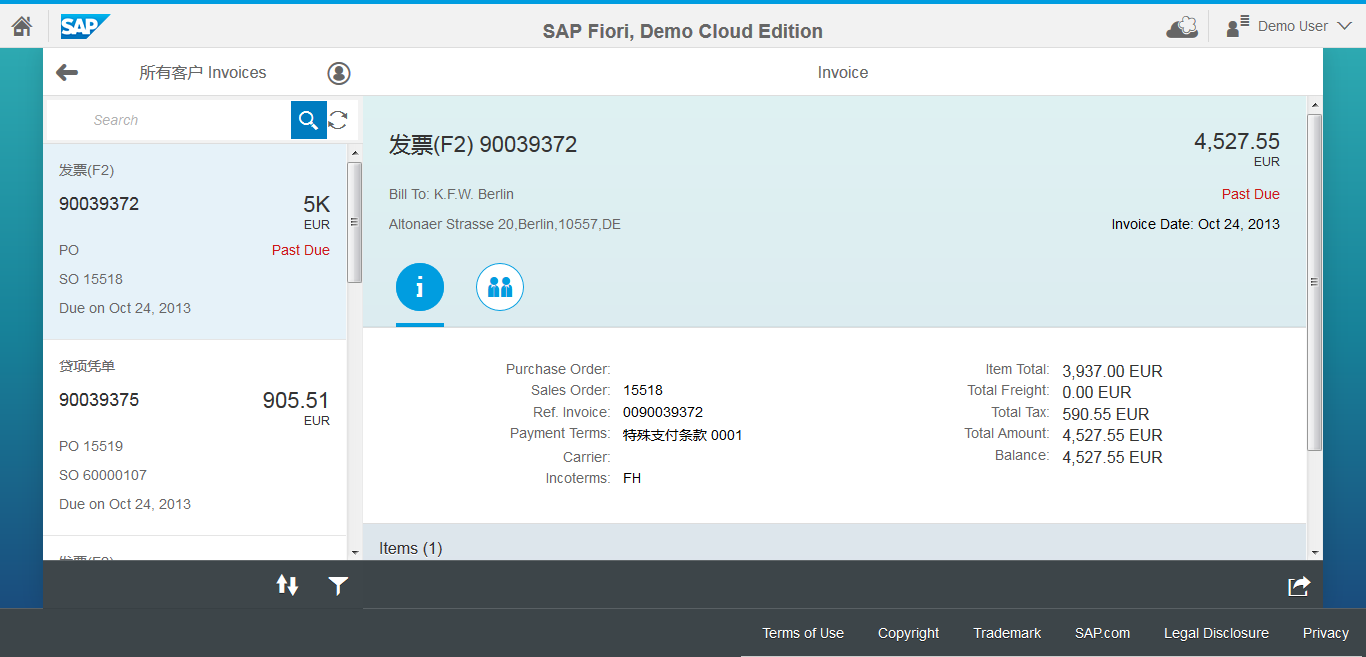 SAP
SAP Fiori, Demo Cloud Edition
Demo User
所有客户 Invoices
Invoice
Search
发票(F2)
90039372
5K
EUR
PO
Past Due
SO 15518
Due on Oct 24, 2013
贷项凭单
90039375
905.51
EUR
PO 15519
SO 60000107
Due on Oct 24, 2013
发票(F2) 90039372
4,527.55
EUR
Bill To: K.F.W. Berlin
Past Due
Altonaer Strasse 20,Berlin,10557,DE
Invoice Date: Oct 24, 2013
Purchase Order:
Sales Order: 15518
Ref. Invoice: 0090039372
Payment Terms: 特殊支付条款 0001
Carrier:
Incoterms: FH
Item Total: 3,937.00 EUR
Total Freight: 0.00 EUR
Total Tax: 590.55 EUR
Total Amount: 4,527.55 EUR
Balance: 4,527.55 EUR
Items (1)
Terms of Use
Copyright
Trademark
SAP.com
Legal Disclosure
Privacy